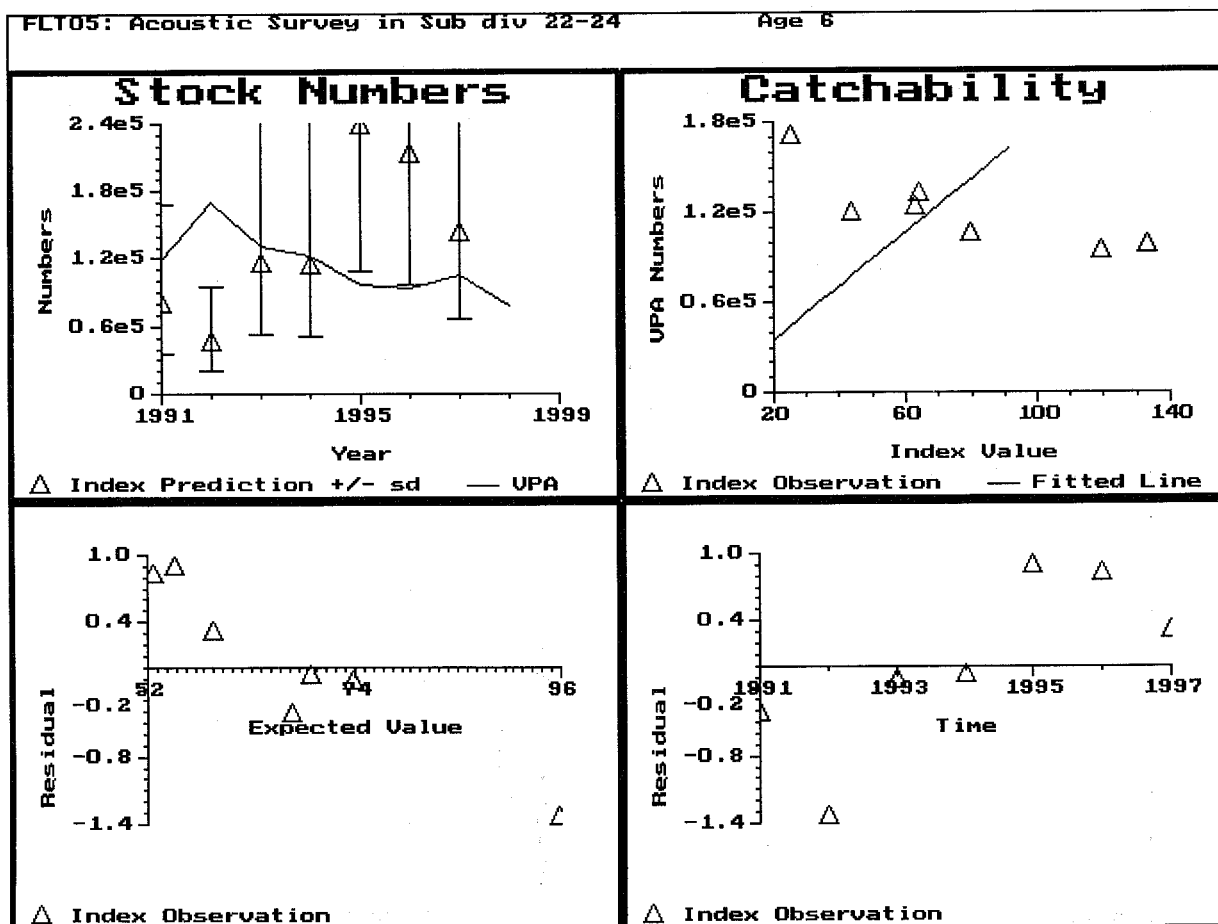 FLT05: Acoustic Survey in Sub div 22-24 Age 6
Stock Numbers
2.4e5
1.8e5
1.2e5
0.6e5
0
Numbers
1991 1995 1999
Year
△ Index Prediction +/- sd — VPA
Catchability
1.8e5
1.2e5
0.6e5
0
VPA Numbers
20 60 100 140
Index Value
△ Index Observation — Fitted Line
1.0
0.4
-0.2
-0.8
-1.4
Residual
52 74 96
Expected Value
△ Index Observation
1.0
0.4
-0.2
-0.8
-1.4
Residual
1991 1993 1995 1997
Time
△ Index Observation